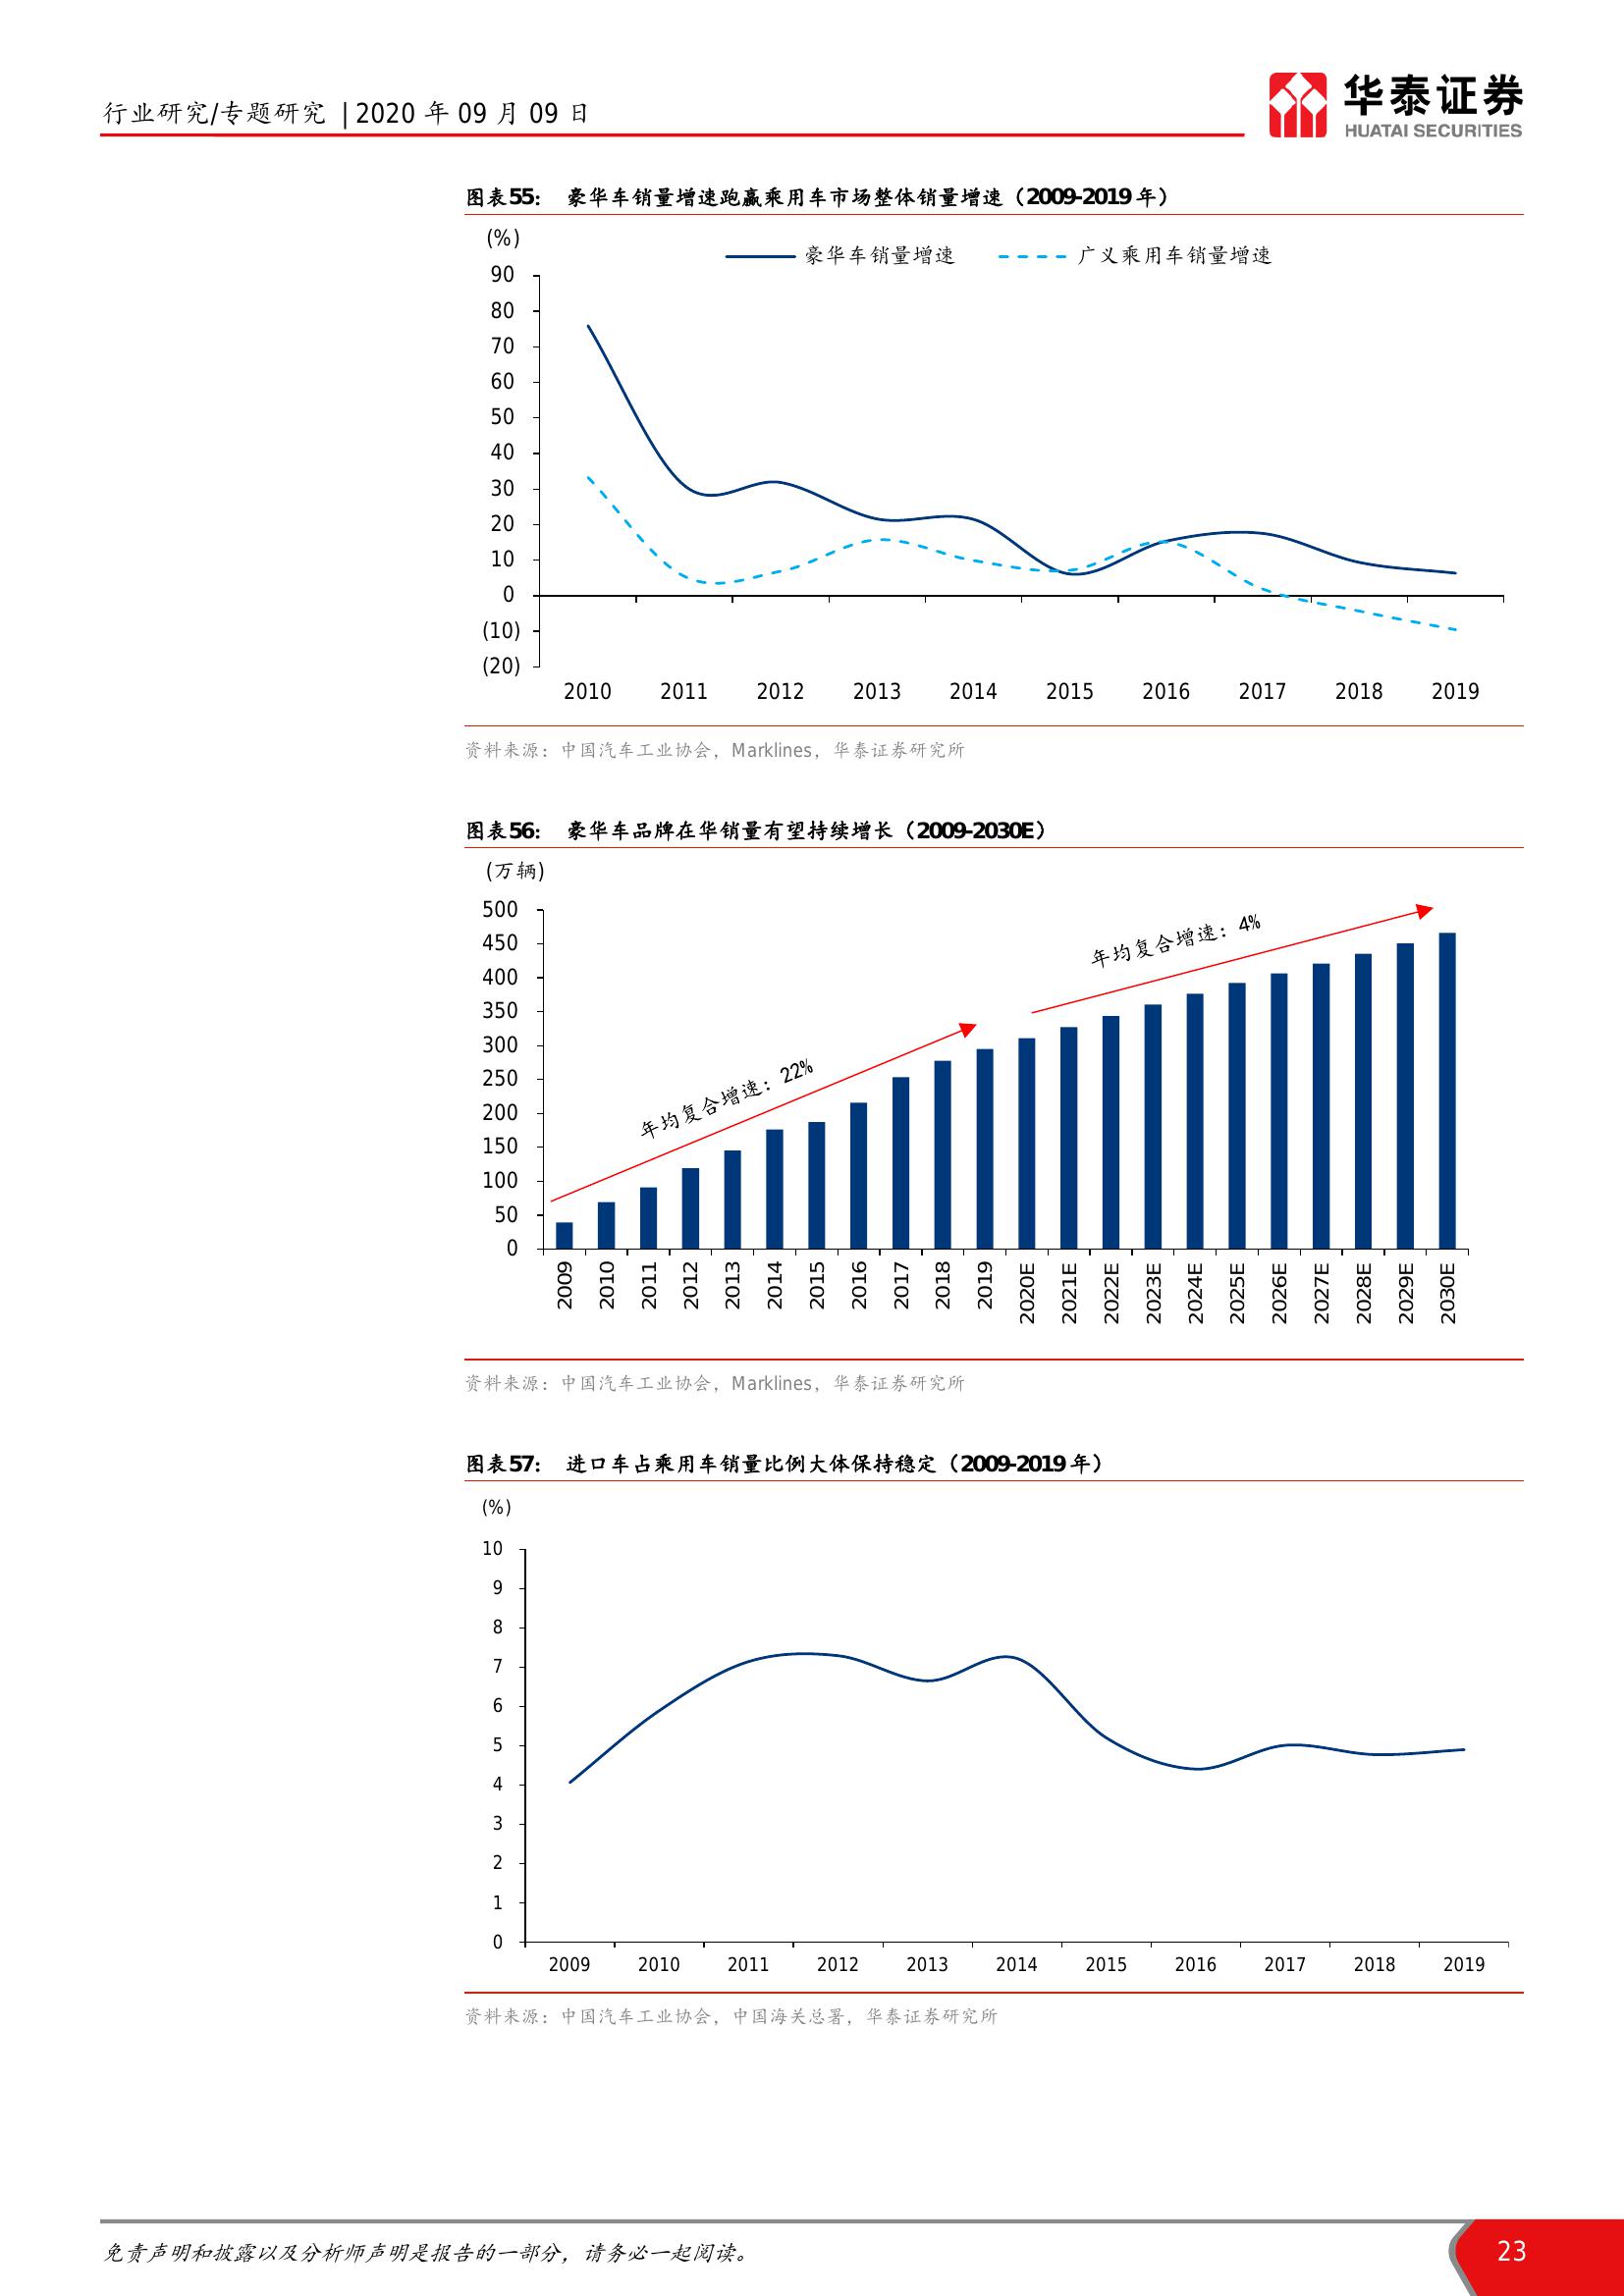 行业研究/专题研究 | 2020 年 09 月 09 日
华泰证券
HUATAI SECURITIES
图表55： 豪华车销量增速跑赢乘用车市场整体销量增速（2009-2019 年）
(%)
豪华车销量增速 广义乘用车销量增速
90
80
70
60
50
40
30
20
10
0
(10)
(20)
2010 2011 2012 2013 2014 2015 2016 2017 2018 2019
资料来源：中国汽车工业协会，Marklines，华泰证券研究所
图表56： 豪华车品牌在华销量有望持续增长（2009-2030E）
(万辆)
500
450
400
350
300
250
200
150
100
50
0
年均复合增速：22%
年均复合增速：4%
2009 2010 2011 2012 2013 2014 2015 2016 2017 2018 2019 2020E 2021E 2022E 2023E 2024E 2025E 2026E 2027E 2028E 2029E 2030E
资料来源：中国汽车工业协会，Marklines，华泰证券研究所
图表57： 进口车占乘用车销量比例大体保持稳定（2009-2019 年）
(%)
10
9
8
7
6
5
4
3
2
1
0
2009 2010 2011 2012 2013 2014 2015 2016 2017 2018 2019
资料来源：中国汽车工业协会，中国海关总署，华泰证券研究所
免责声明和披露以及分析师声明是报告的一部分，请务必一起阅读。
23